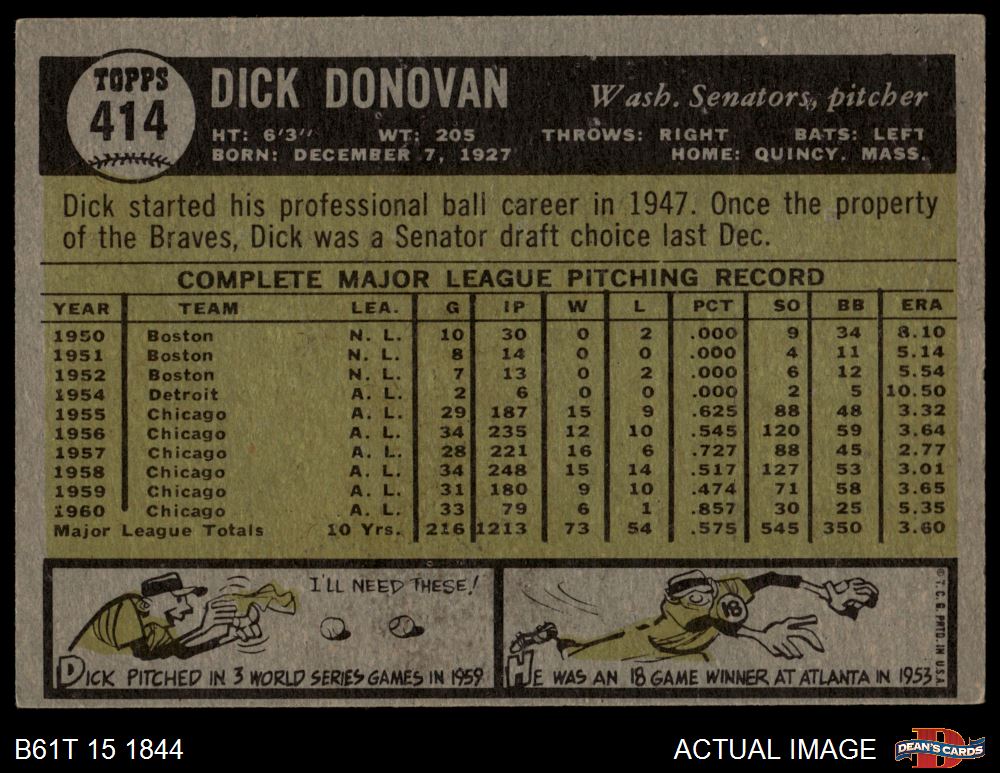 TOPPS
414
DICK DONOVAN
Wash. Senators, pitcher
HT: 6'3" WT: 205 THROWS: RIGHT BATS: LEFT
BORN: DECEMBER 7, 1927 HOME: QUINCY, MASS.
Dick started his professional ball career in 1947. Once the property
of the Braves, Dick was a Senator draft choice last Dec.
COMPLETE MAJOR LEAGUE PITCHING RECORD
YEAR TEAM LEA. G IP W L PCT SO BB ERA
1950 Boston N. L. 10 30 0 2 .000 9 34 8.10
1951 Boston N. L. 8 14 0 0 .000 4 11 5.14
1952 Boston N. L. 7 13 0 2 .000 6 12 5.54
1954 Detroit A. L. 2 6 0 0 .000 2 5 10.50
1955 Chicago A. L. 29 187 15 9 .625 88 48 3.32
1956 Chicago A. L. 34 235 12 10 .545 120 59 3.64
1957 Chicago A. L. 28 221 16 6 .727 88 45 2.77
1958 Chicago A. L. 34 248 15 14 .517 127 53 3.01
1959 Chicago A. L. 31 180 9 10 .474 71 58 3.65
1960 Chicago A. L. 33 79 6 1 .857 30 25 5.35
Major League Totals 10 Yrs. 216 1213 73 54 .575 545 350 3.60
I'LL NEED THESE!
DICK PITCHED IN 3 WORLD SERIES GAMES IN 1959
18
HE WAS AN 18 GAME WINNER AT ATLANTA IN 1953
© T. C. G. PRTD. IN U.S.A.
B61T 15 1844
ACTUAL IMAGE
D
DEAN'S CARDS